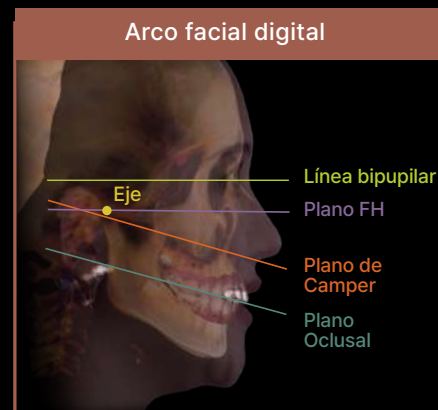 Arco facial digital
Línea bipupilar
Eje
Plano FH
Plano de
Camper
Plano
Oclusal